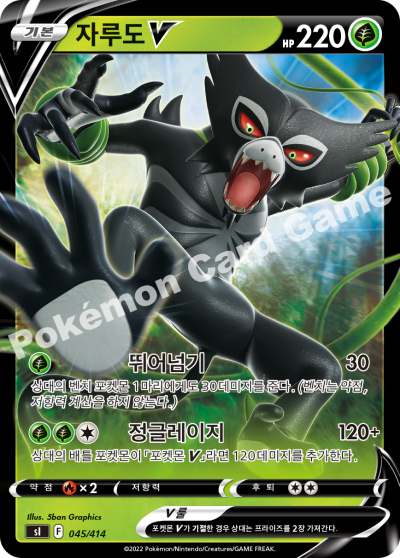 기본 자루도 V HP 220
Pokémon Card Game
뛰어넘기 30
상대의 벤치 포켓몬 1마리에게도 30데미지를 준다. (벤치는 약점,
저항력 계산을 하지 않는다.)
정글레이지 120+
상대의 배틀 포켓몬이 「포켓몬 V」라면 120데미지를 추가한다.
약점 ×2 저항력 후퇴
Illus. 5ban Graphics
sI F 045/414
V 룰
포켓몬 V가 기절한 경우 상대는 프라이즈를 2장 가져간다.
©2022 Pokémon/Nintendo/Creatures/GAME FREAK.